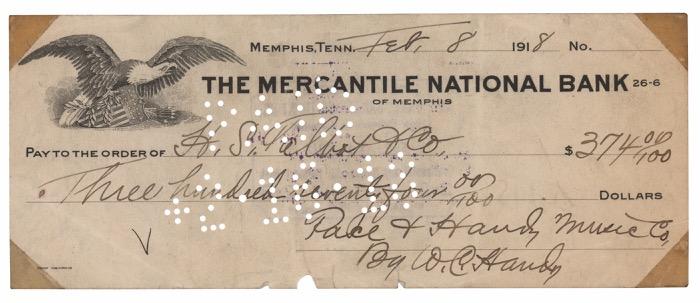 MEMPHIS, TENN. Feb. 8 1918 No.
THE MERCANTILE NATIONAL BANK 26-6
OF MEMPHIS
PAY TO THE ORDER OF H. S. Talbot & Co $374 00/100
Three hundred seventy four 00/100 DOLLARS
Pace & Handy Music Co,
By W. C. Handy